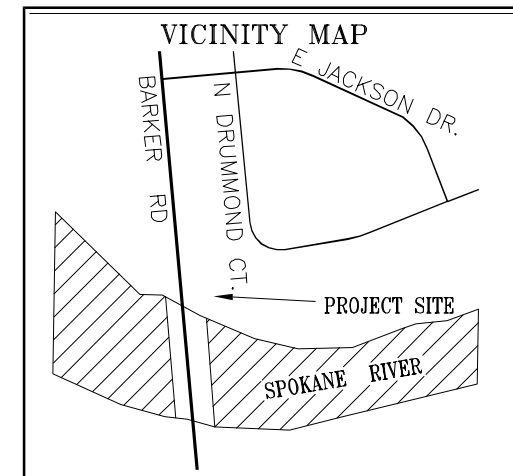 VICINITY MAP
E JACKSON DR.
BARKER RD
N DRUMMOND CT.
PROJECT SITE
SPOKANE RIVER